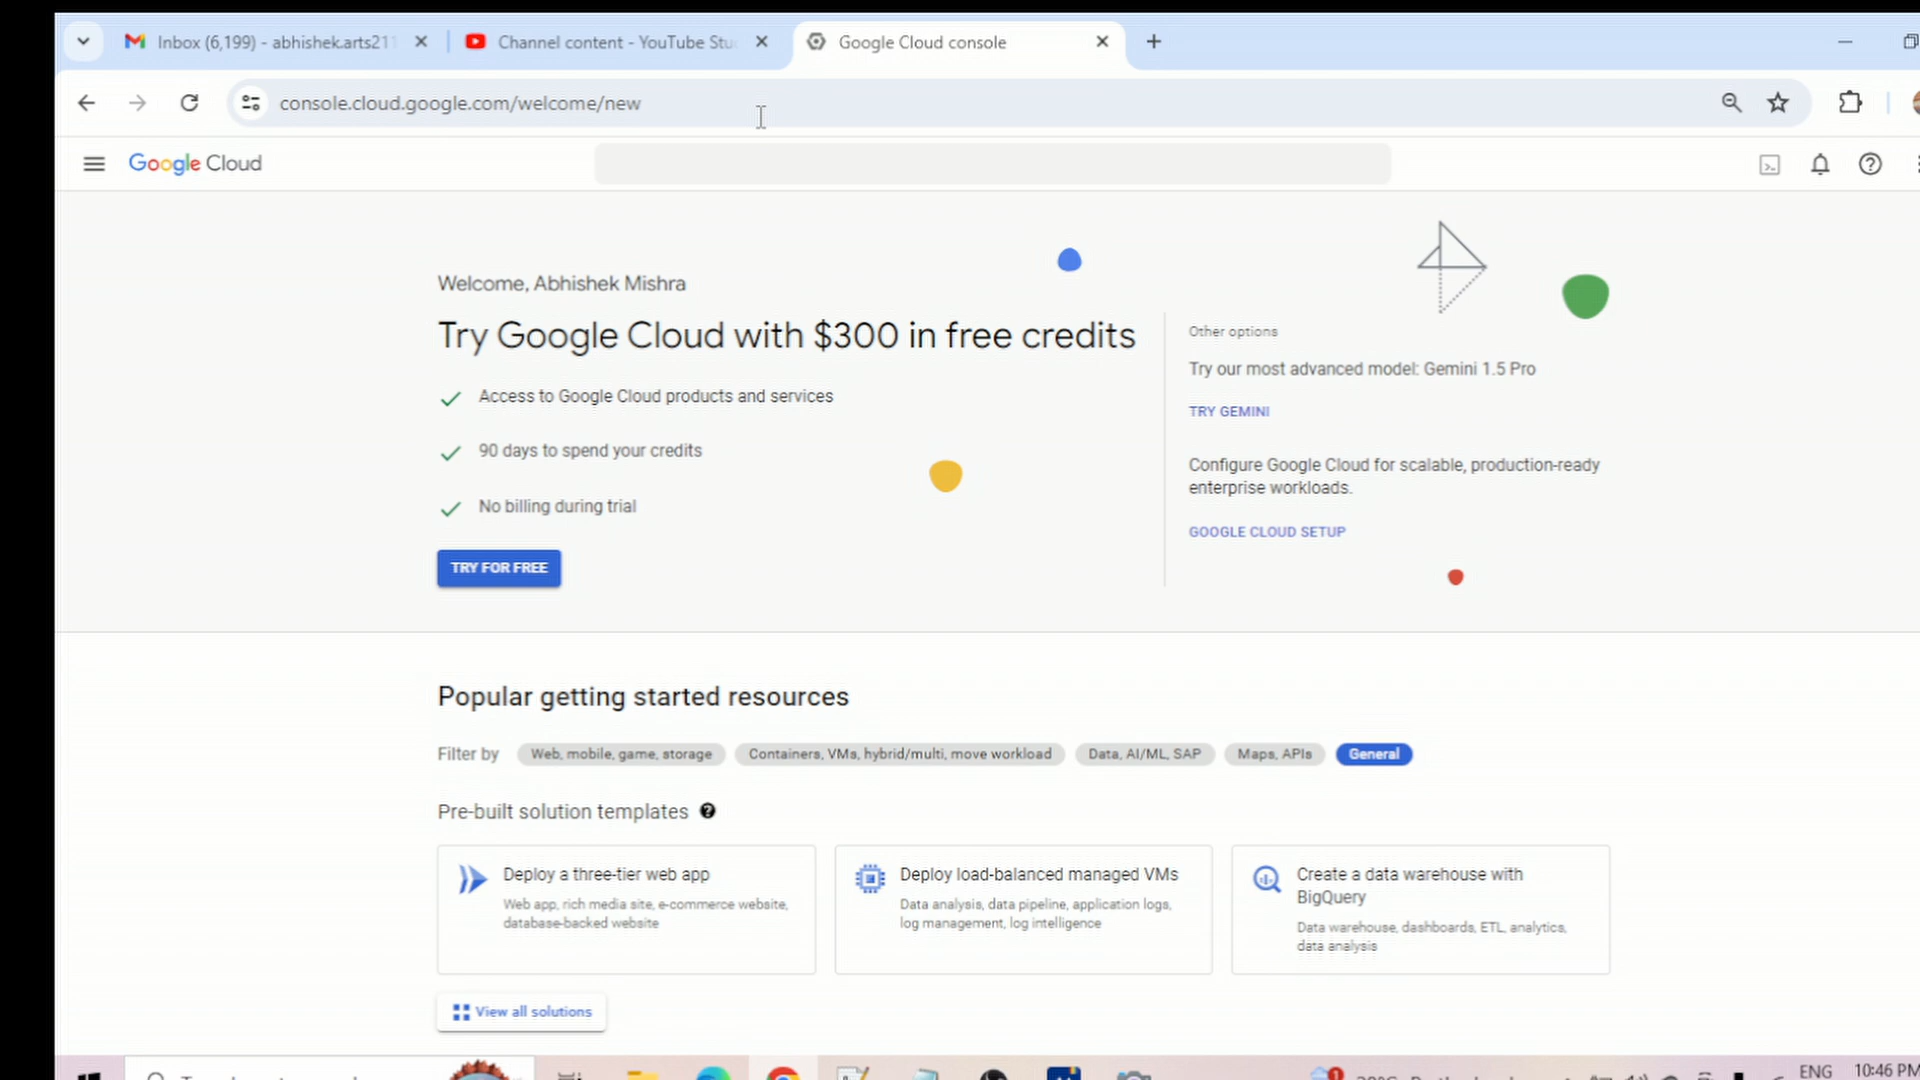 Inbox (6,199) - abhishek.arts211
Channel content - YouTube Stu
Google Cloud console
console.cloud.google.com/welcome/new
Google Cloud
Welcome, Abhishek Mishra
Try Google Cloud with $300 in free credits
Access to Google Cloud products and services
90 days to spend your credits
No billing during trial
TRY FOR FREE
Other options
Try our most advanced model: Gemini 1.5 Pro
TRY GEMINI
Configure Google Cloud for scalable, production-ready
enterprise workloads.
GOOGLE CLOUD SETUP
Popular getting started resources
Filter by Web, mobile, game, storage Containers, VMs, hybrid/multi, move workload Data, AI/ML, SAP Maps, APIs General
Pre-built solution templates
Deploy a three-tier web app
Web app, rich media site, e-commerce website,
database-backed website
Deploy load-balanced managed VMs
Data analysis, data pipeline, application logs,
log management, log intelligence
Create a data warehouse with
BigQuery
Data warehouse, dashboards, ETL, analytics,
data analysis
View all solutions
ENG
10:46 PM